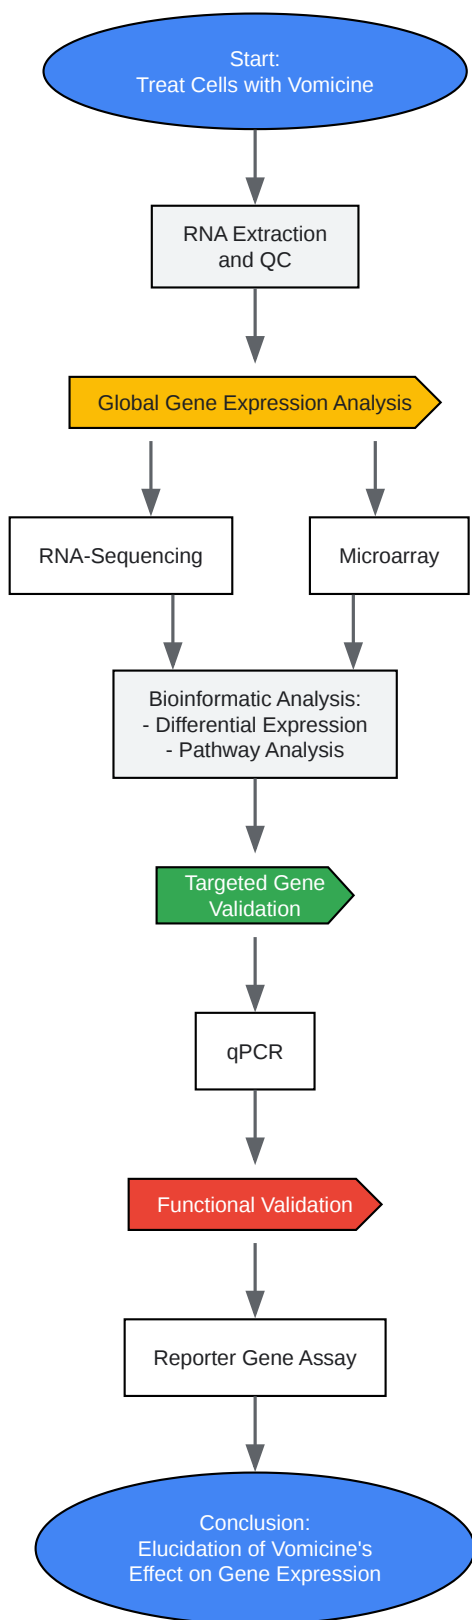 Start:
Treat Cells with Vomicine
RNA Extraction
and QC
Global Gene Expression Analysis
RNA-Sequencing
Microarray
Bioinformatic Analysis:
- Differential Expression
- Pathway Analysis
Targeted Gene
Validation
qPCR
Functional Validation
Reporter Gene Assay
Conclusion:
Elucidation of Vomicine's
Effect on Gene Expression